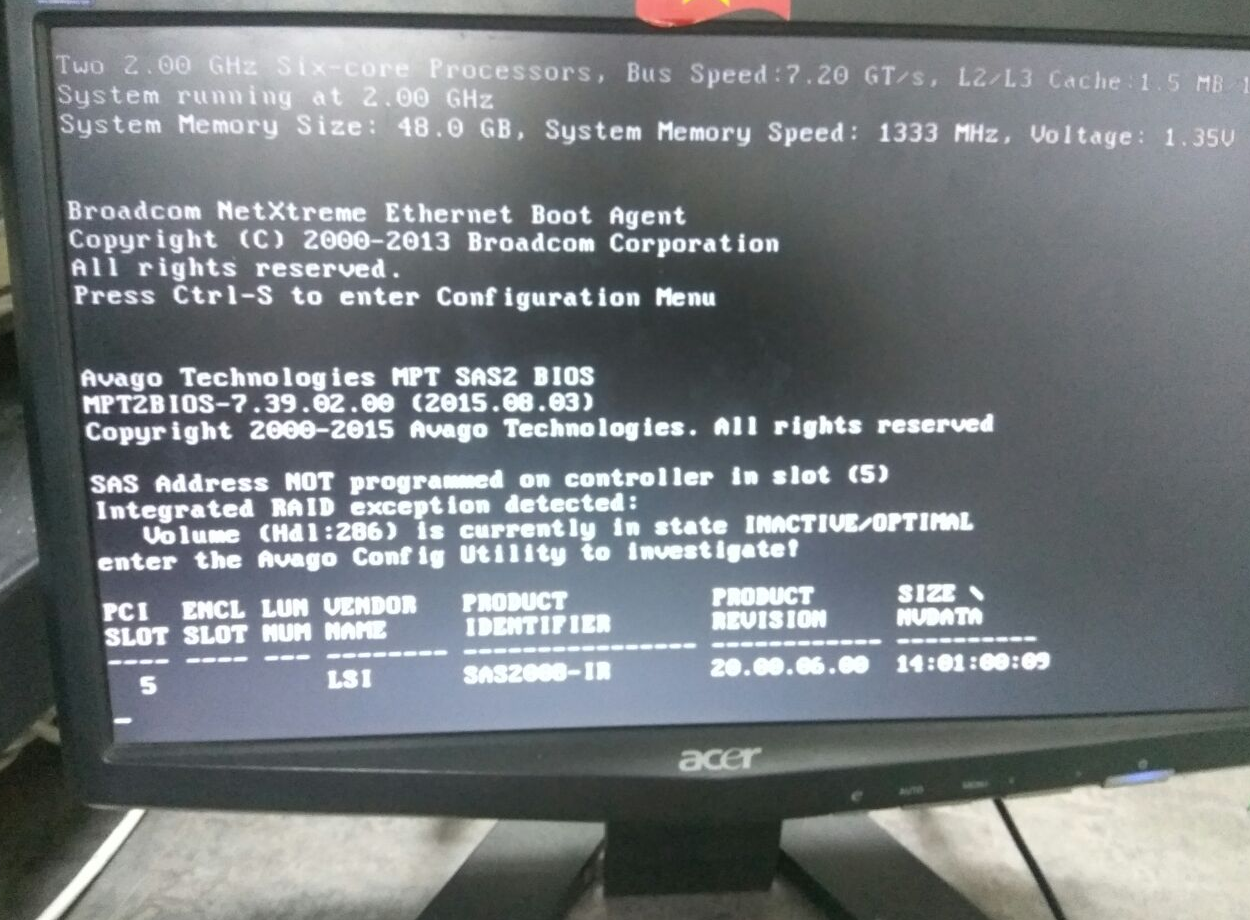 Two 2.00 GHz Six-core Processors, Bus Speed:7.20 GT/s, L2/L3 Cache:1.5 MB
System running at 2.00 GHz
System Memory Size: 48.0 GB, System Memory Speed: 1333 MHz, Voltage: 1.35V
Broadcom NetXtreme Ethernet Boot Agent
Copyright (C) 2000-2013 Broadcom Corporation
All rights reserved.
Press Ctrl-S to enter Configuration Menu
Avago Technologies MPT SAS2 BIOS
MPT2BIOS-7.39.02.00 (2015.08.03)
Copyright 2000-2015 Avago Technologies. All rights reserved
SAS Address NOT programmed on controller in slot (5)
Integrated RAID exception detected:
Volume (Hdl:286) is currently in state INACTIVE/OPTIMAL
enter the Avago Config Utility to investigate!
PCI ENCL LUN VENDOR PRODUCT PRODUCT SIZE \
SLOT SLOT NUM NAME IDENTIFIER REVISION NVDATA
---- ---- --- -------- ---------------- ---------- -----------
5 LSI SAS2008-IR 20.00.06.00 14:01:00:09
_
acer
e AUTO MENU